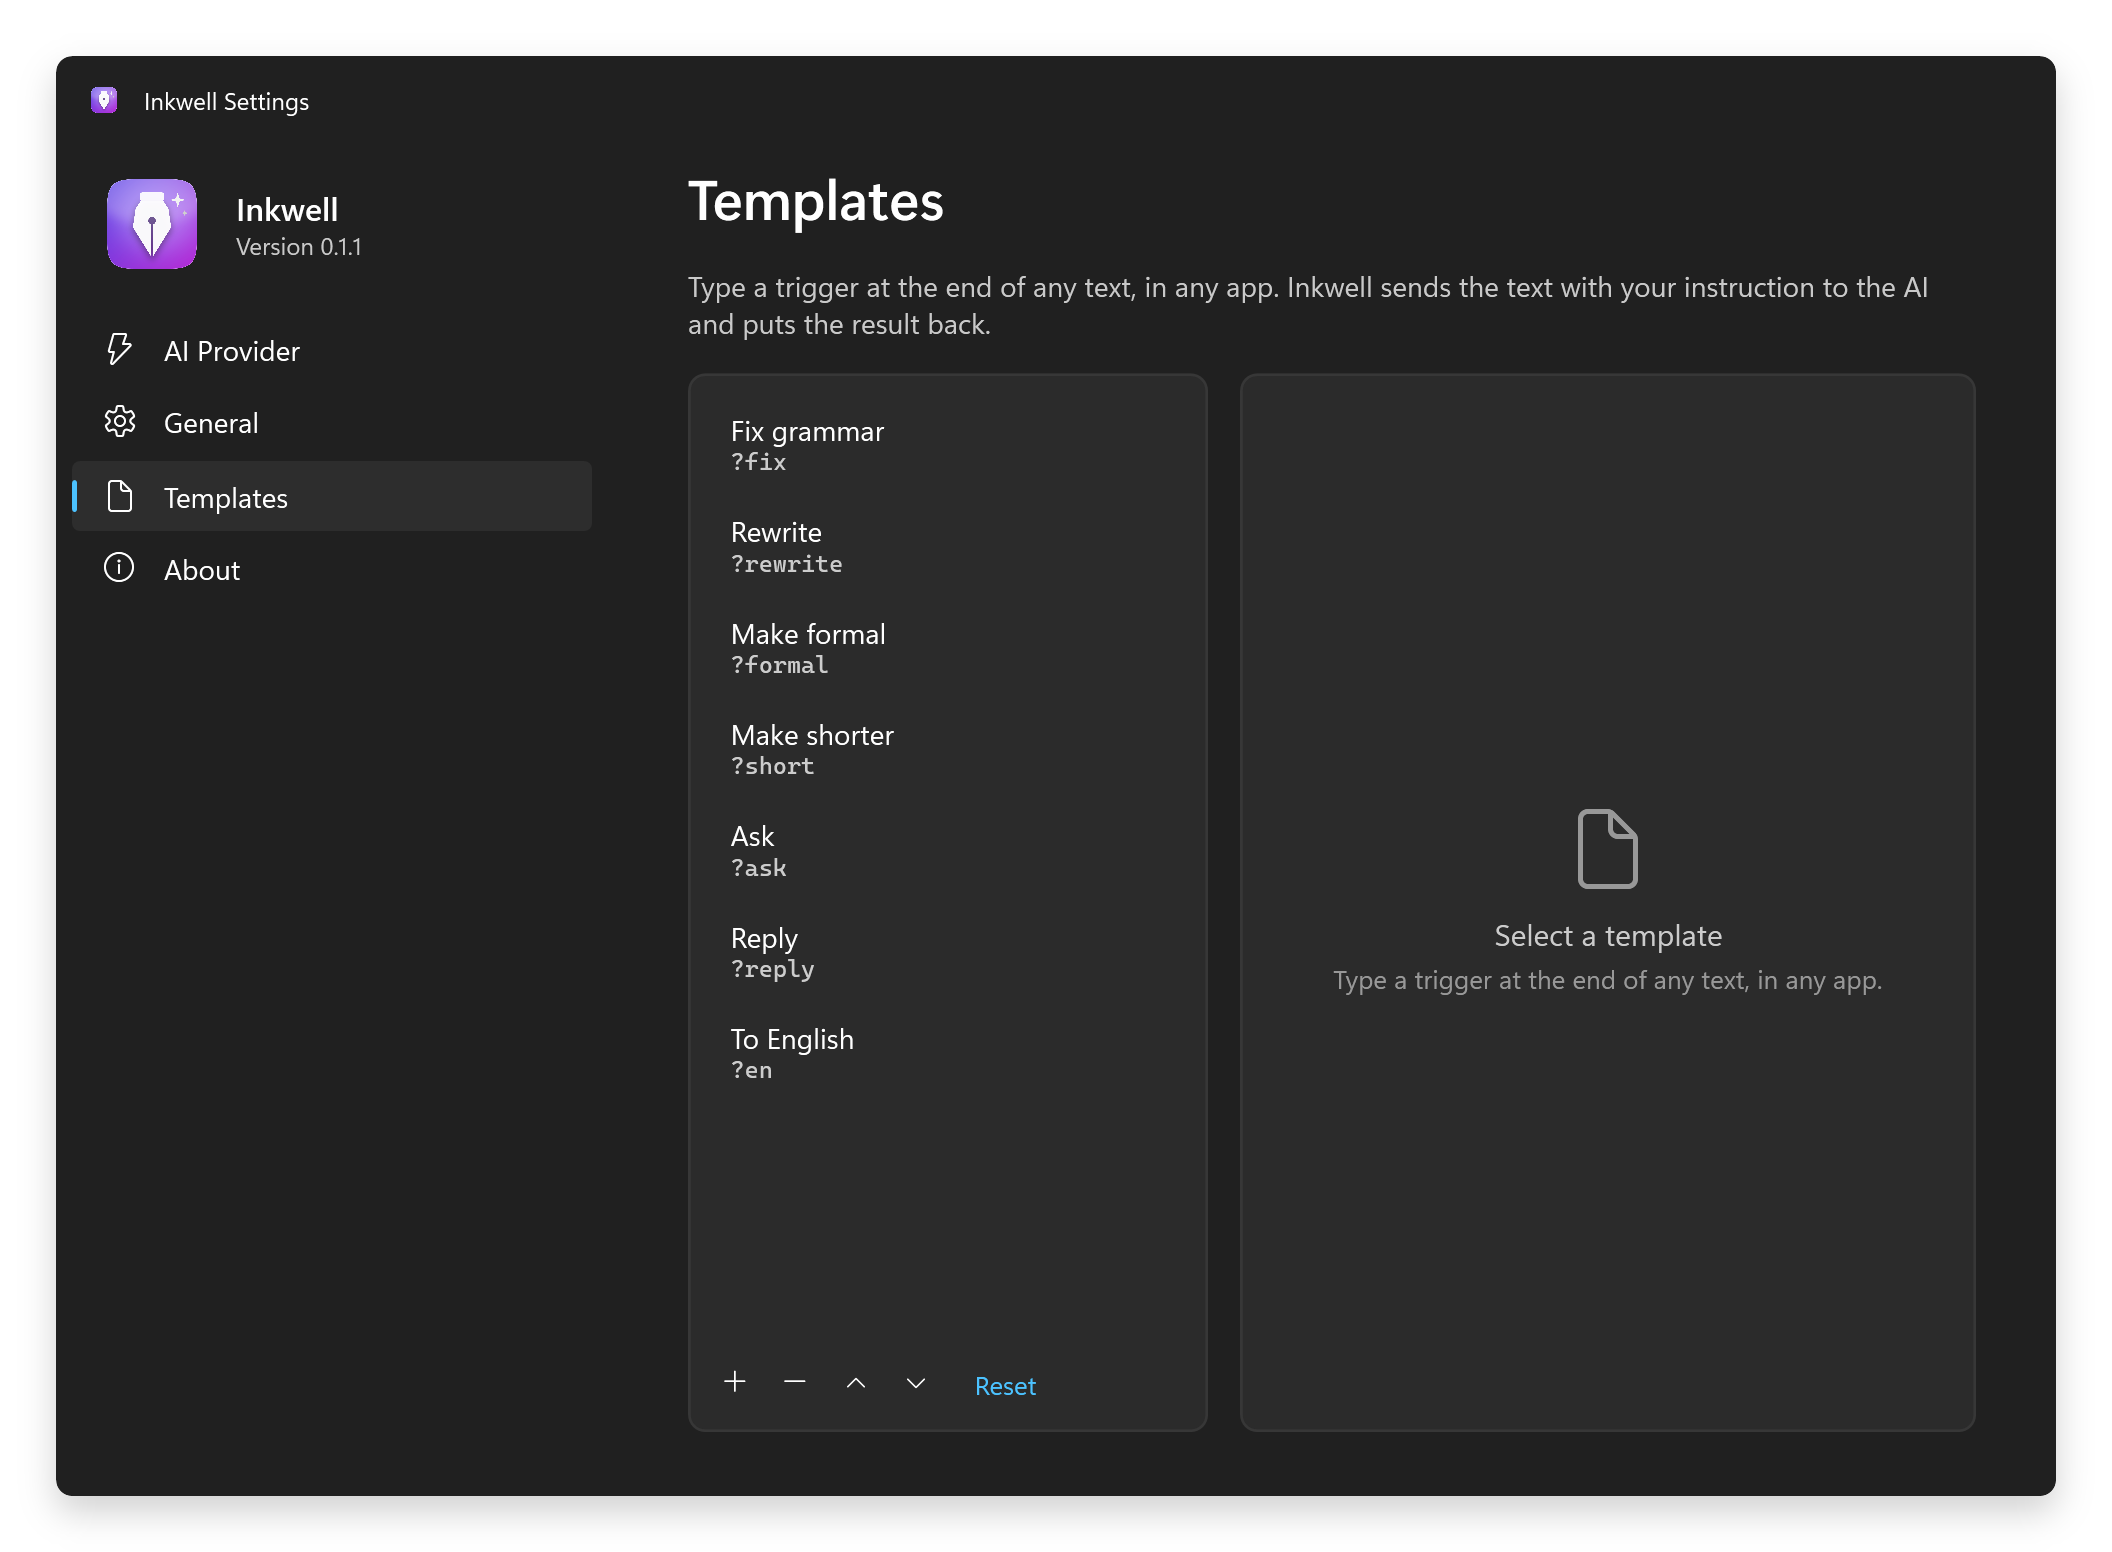 Inkwell Settings
Inkwell
Version 0.1.1
AI Provider
General
Templates
About
Templates
Type a trigger at the end of any text, in any app. Inkwell sends the text with your instruction to the AI
and puts the result back.
Fix grammar
?fix
Rewrite
?rewrite
Make formal
?formal
Make shorter
?short
Ask
?ask
Reply
?reply
To English
?en
Reset
Select a template
Type a trigger at the end of any text, in any app.